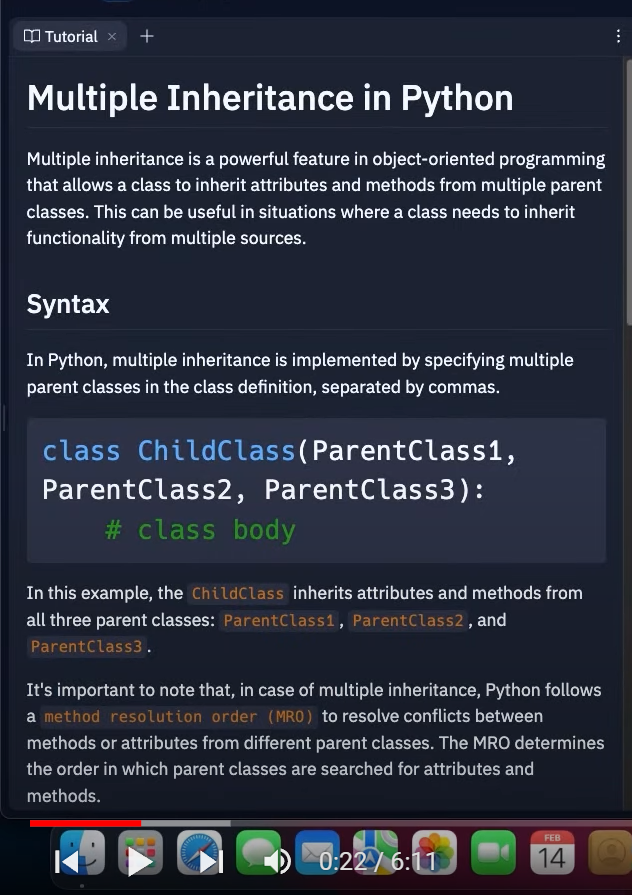 Tutorial × +
Multiple Inheritance in Python
Multiple inheritance is a powerful feature in object-oriented programming
that allows a class to inherit attributes and methods from multiple parent
classes. This can be useful in situations where a class needs to inherit
functionality from multiple sources.
Syntax
In Python, multiple inheritance is implemented by specifying multiple
parent classes in the class definition, separated by commas.
class ChildClass(ParentClass1,
ParentClass2, ParentClass3):
# class body
In this example, the ChildClass inherits attributes and methods from
all three parent classes: ParentClass1, ParentClass2, and
ParentClass3.
It's important to note that, in case of multiple inheritance, Python follows
a method resolution order (MRO) to resolve conflicts between
methods or attributes from different parent classes. The MRO determines
the order in which parent classes are searched for attributes and
methods.
FEB
14
0:22 / 6:11